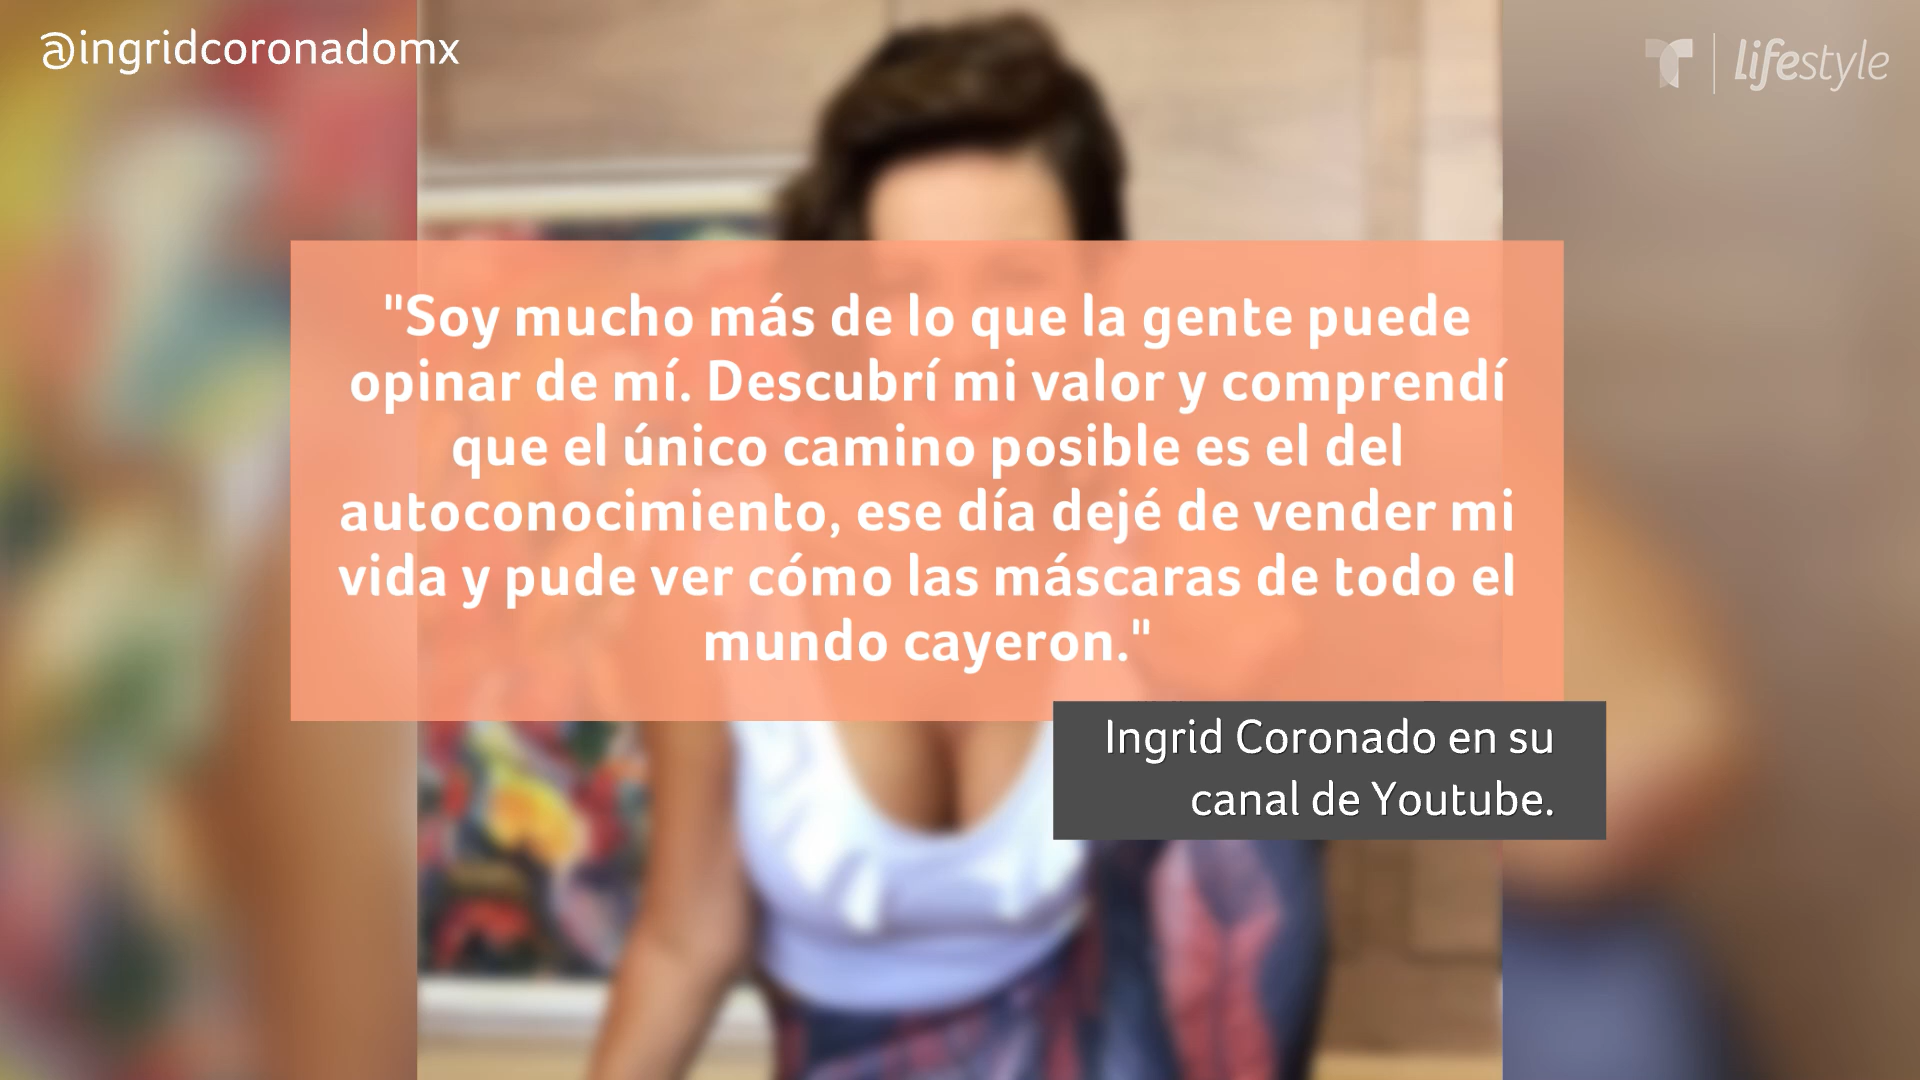 @ingridcoronadomx
lifestyle
"Soy mucho más de lo que la gente puede
opinar de mí. Descubrí mi valor y comprendí
que el único camino posible es el del
autoconocimiento, ese día dejé de vender mi
vida y pude ver cómo las máscaras de todo el
mundo cayeron."
Ingrid Coronado en su
canal de Youtube.